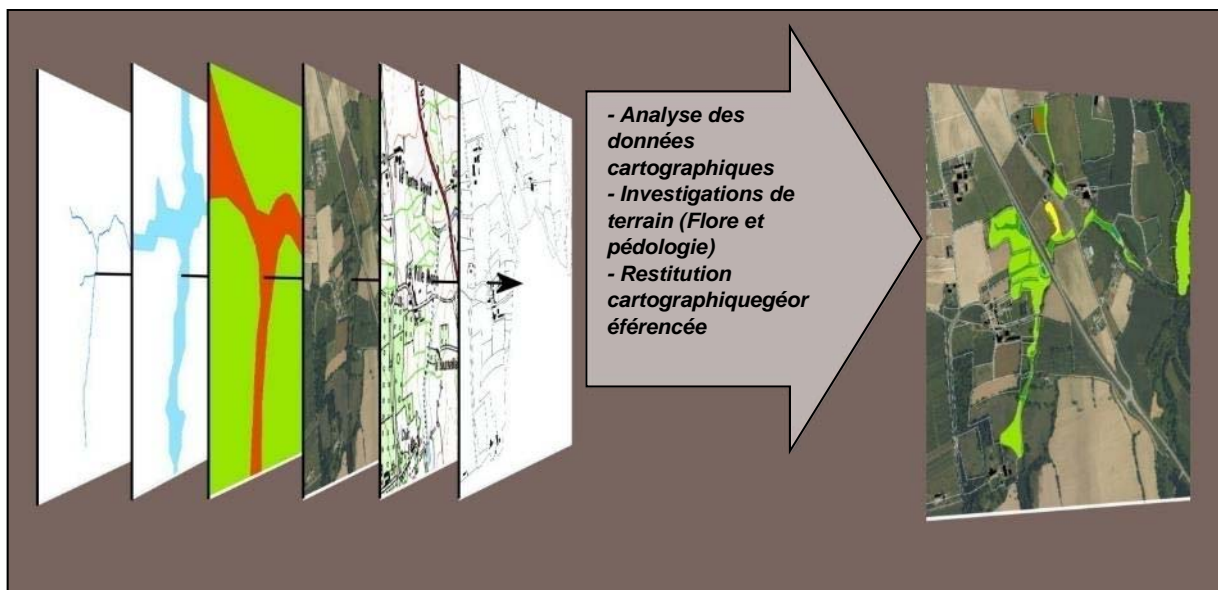 - Analyse des
données
cartographiques
- Investigations de
terrain (Flore et
pédologie)
- Restitution
cartographiquegéor
éférencée